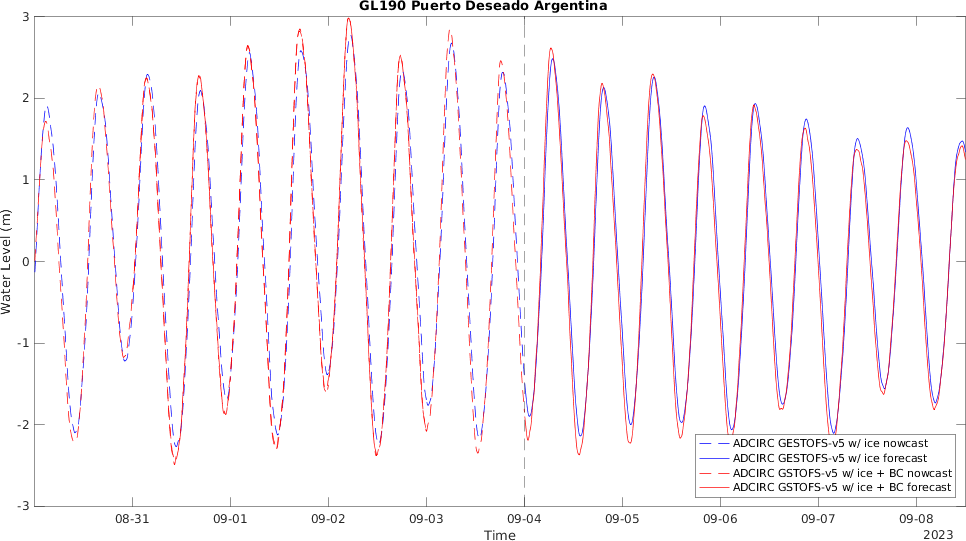 GL190 Puerto Deseado Argentina
Water Level (m)
3
2
1
0
-1
-2
-3
ADCIRC GESTOFS-v5 w/ ice nowcast
ADCIRC GESTOFS-v5 w/ ice forecast
ADCIRC GSTOFS-v5 w/ ice + BC nowcast
ADCIRC GSTOFS-v5 w/ ice + BC forecast
08-31 09-01 09-02 09-03 09-04 09-05 09-06 09-07 09-08
Time
2023